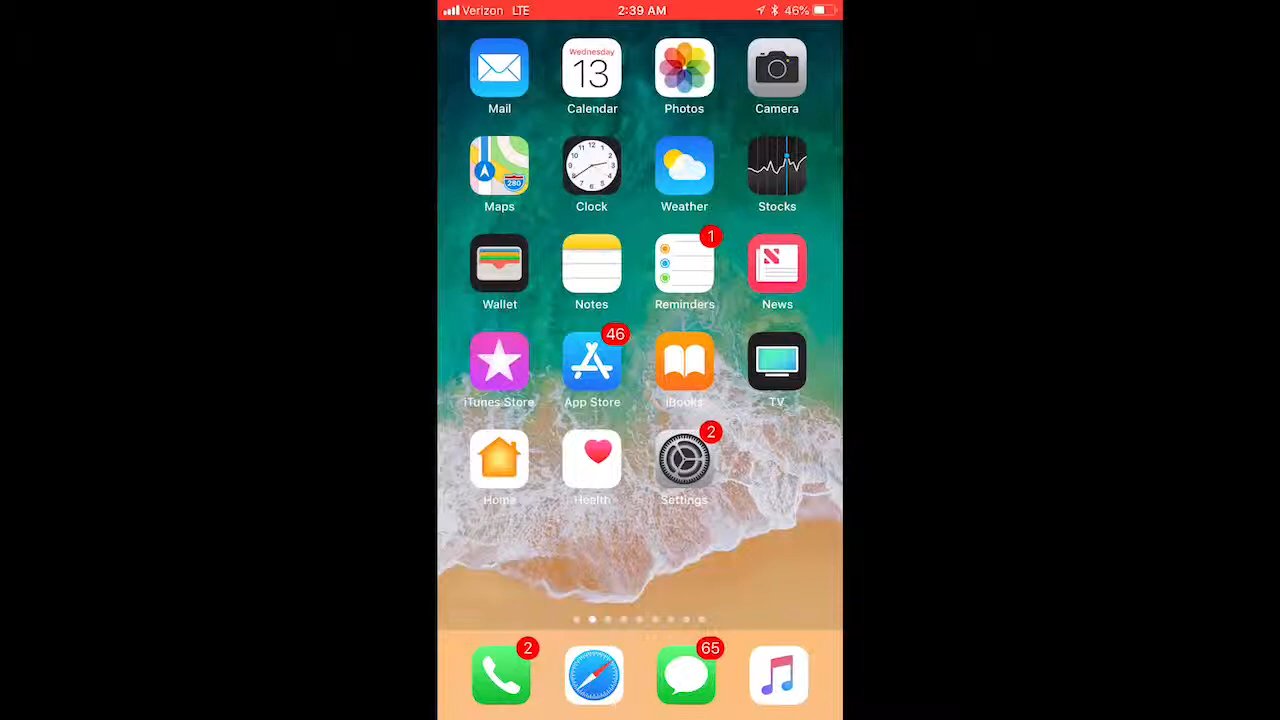 Verizon LTE 2:39 AM 46%
Wednesday
13
Mail Calendar Photos Camera
280
Maps Clock Weather Stocks
1
Wallet Notes Reminders News
46
iTunes Store App Store iBooks TV
2
Home Health Settings
2 65